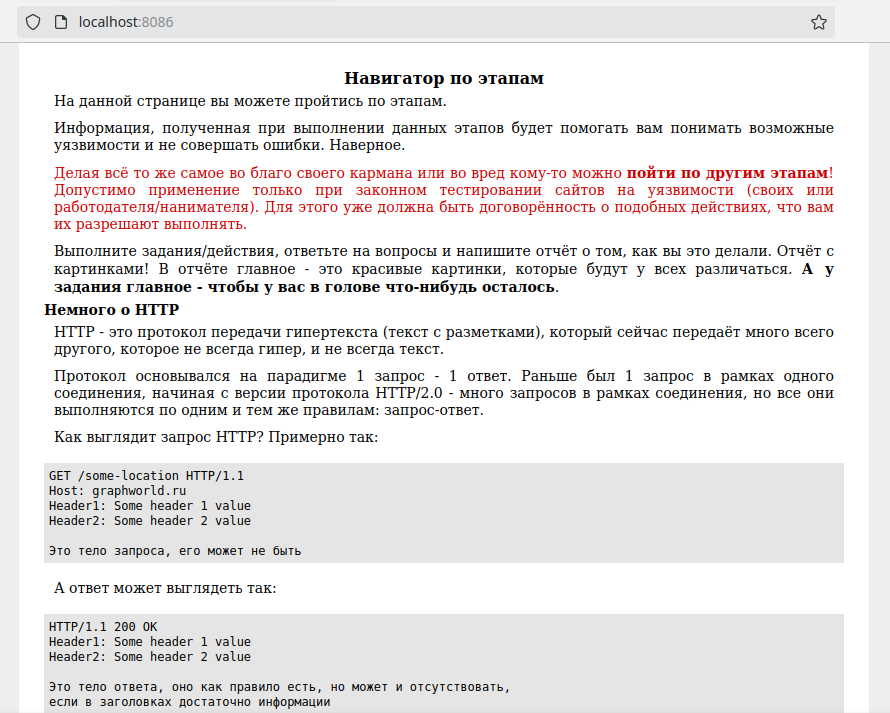 localhost:8086
Навигатор по этапам
На данной странице вы можете пройтись по этапам.
Информация, полученная при выполнении данных этапов будет помогать вам понимать возможные
уязвимости и не совершать ошибки. Наверное.
Делая всё то же самое во благо своего кармана или во вред кому-то можно пойти по другим этапам!
Допустимо применение только при законном тестировании сайтов на уязвимости (своих или
работодателя/нанимателя). Для этого уже должна быть договорённость о подобных действиях, что вам
их разрешают выполнять.
Выполните задания/действия, ответьте на вопросы и напишите отчёт о том, как вы это делали. Отчёт с
картинками! В отчёте главное - это красивые картинки, которые будут у всех различаться. А у
задания главное - чтобы у вас в голове что-нибудь осталось.
Немного о HTTP
HTTP - это протокол передачи гипертекста (текст с разметками), который сейчас передаёт много всего
другого, которое не всегда гипер, и не всегда текст.
Протокол основывался на парадигме 1 запрос - 1 ответ. Раньше был 1 запрос в рамках одного
соединения, начиная с версии протокола HTTP/2.0 - много запросов в рамках соединения, но все они
выполняются по одним и тем же правилам: запрос-ответ.
Как выглядит запрос HTTP? Примерно так:
GET /some-location HTTP/1.1
Host: graphworld.ru
Header1: Some header 1 value
Header2: Some header 2 value
Это тело запроса, его может не быть
А ответ может выглядеть так:
HTTP/1.1 200 OK
Header1: Some header 1 value
Header2: Some header 2 value
Это тело ответа, оно как правило есть, но может и отсутствовать,
если в заголовках достаточно информации